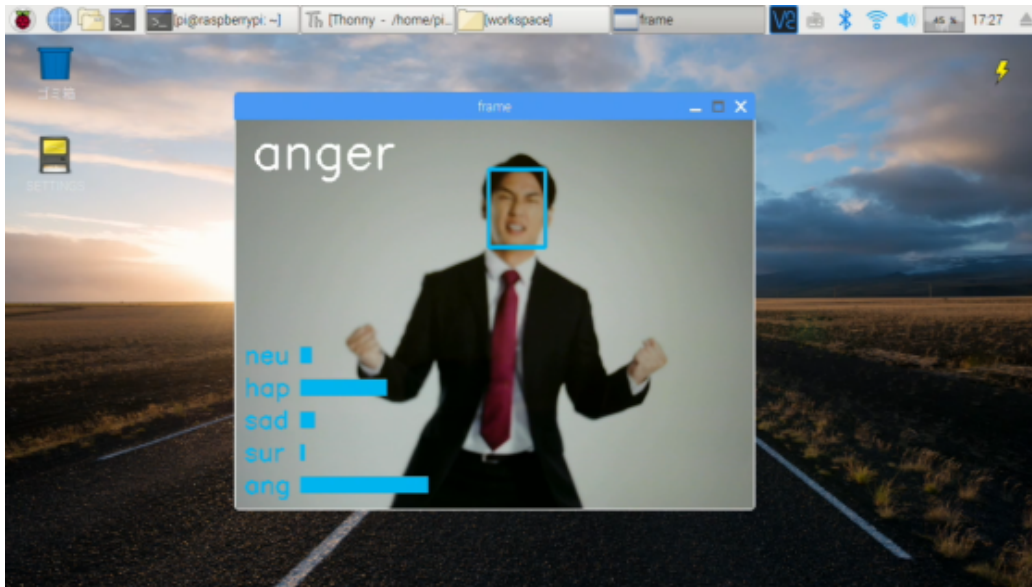 [pi@raspberrypi: ~]
[Thonny - /home/pi...
[workspace]
frame
17:27
ゴミ箱
SETTINGS
frame
anger
neu
hap
sad
sur
ang